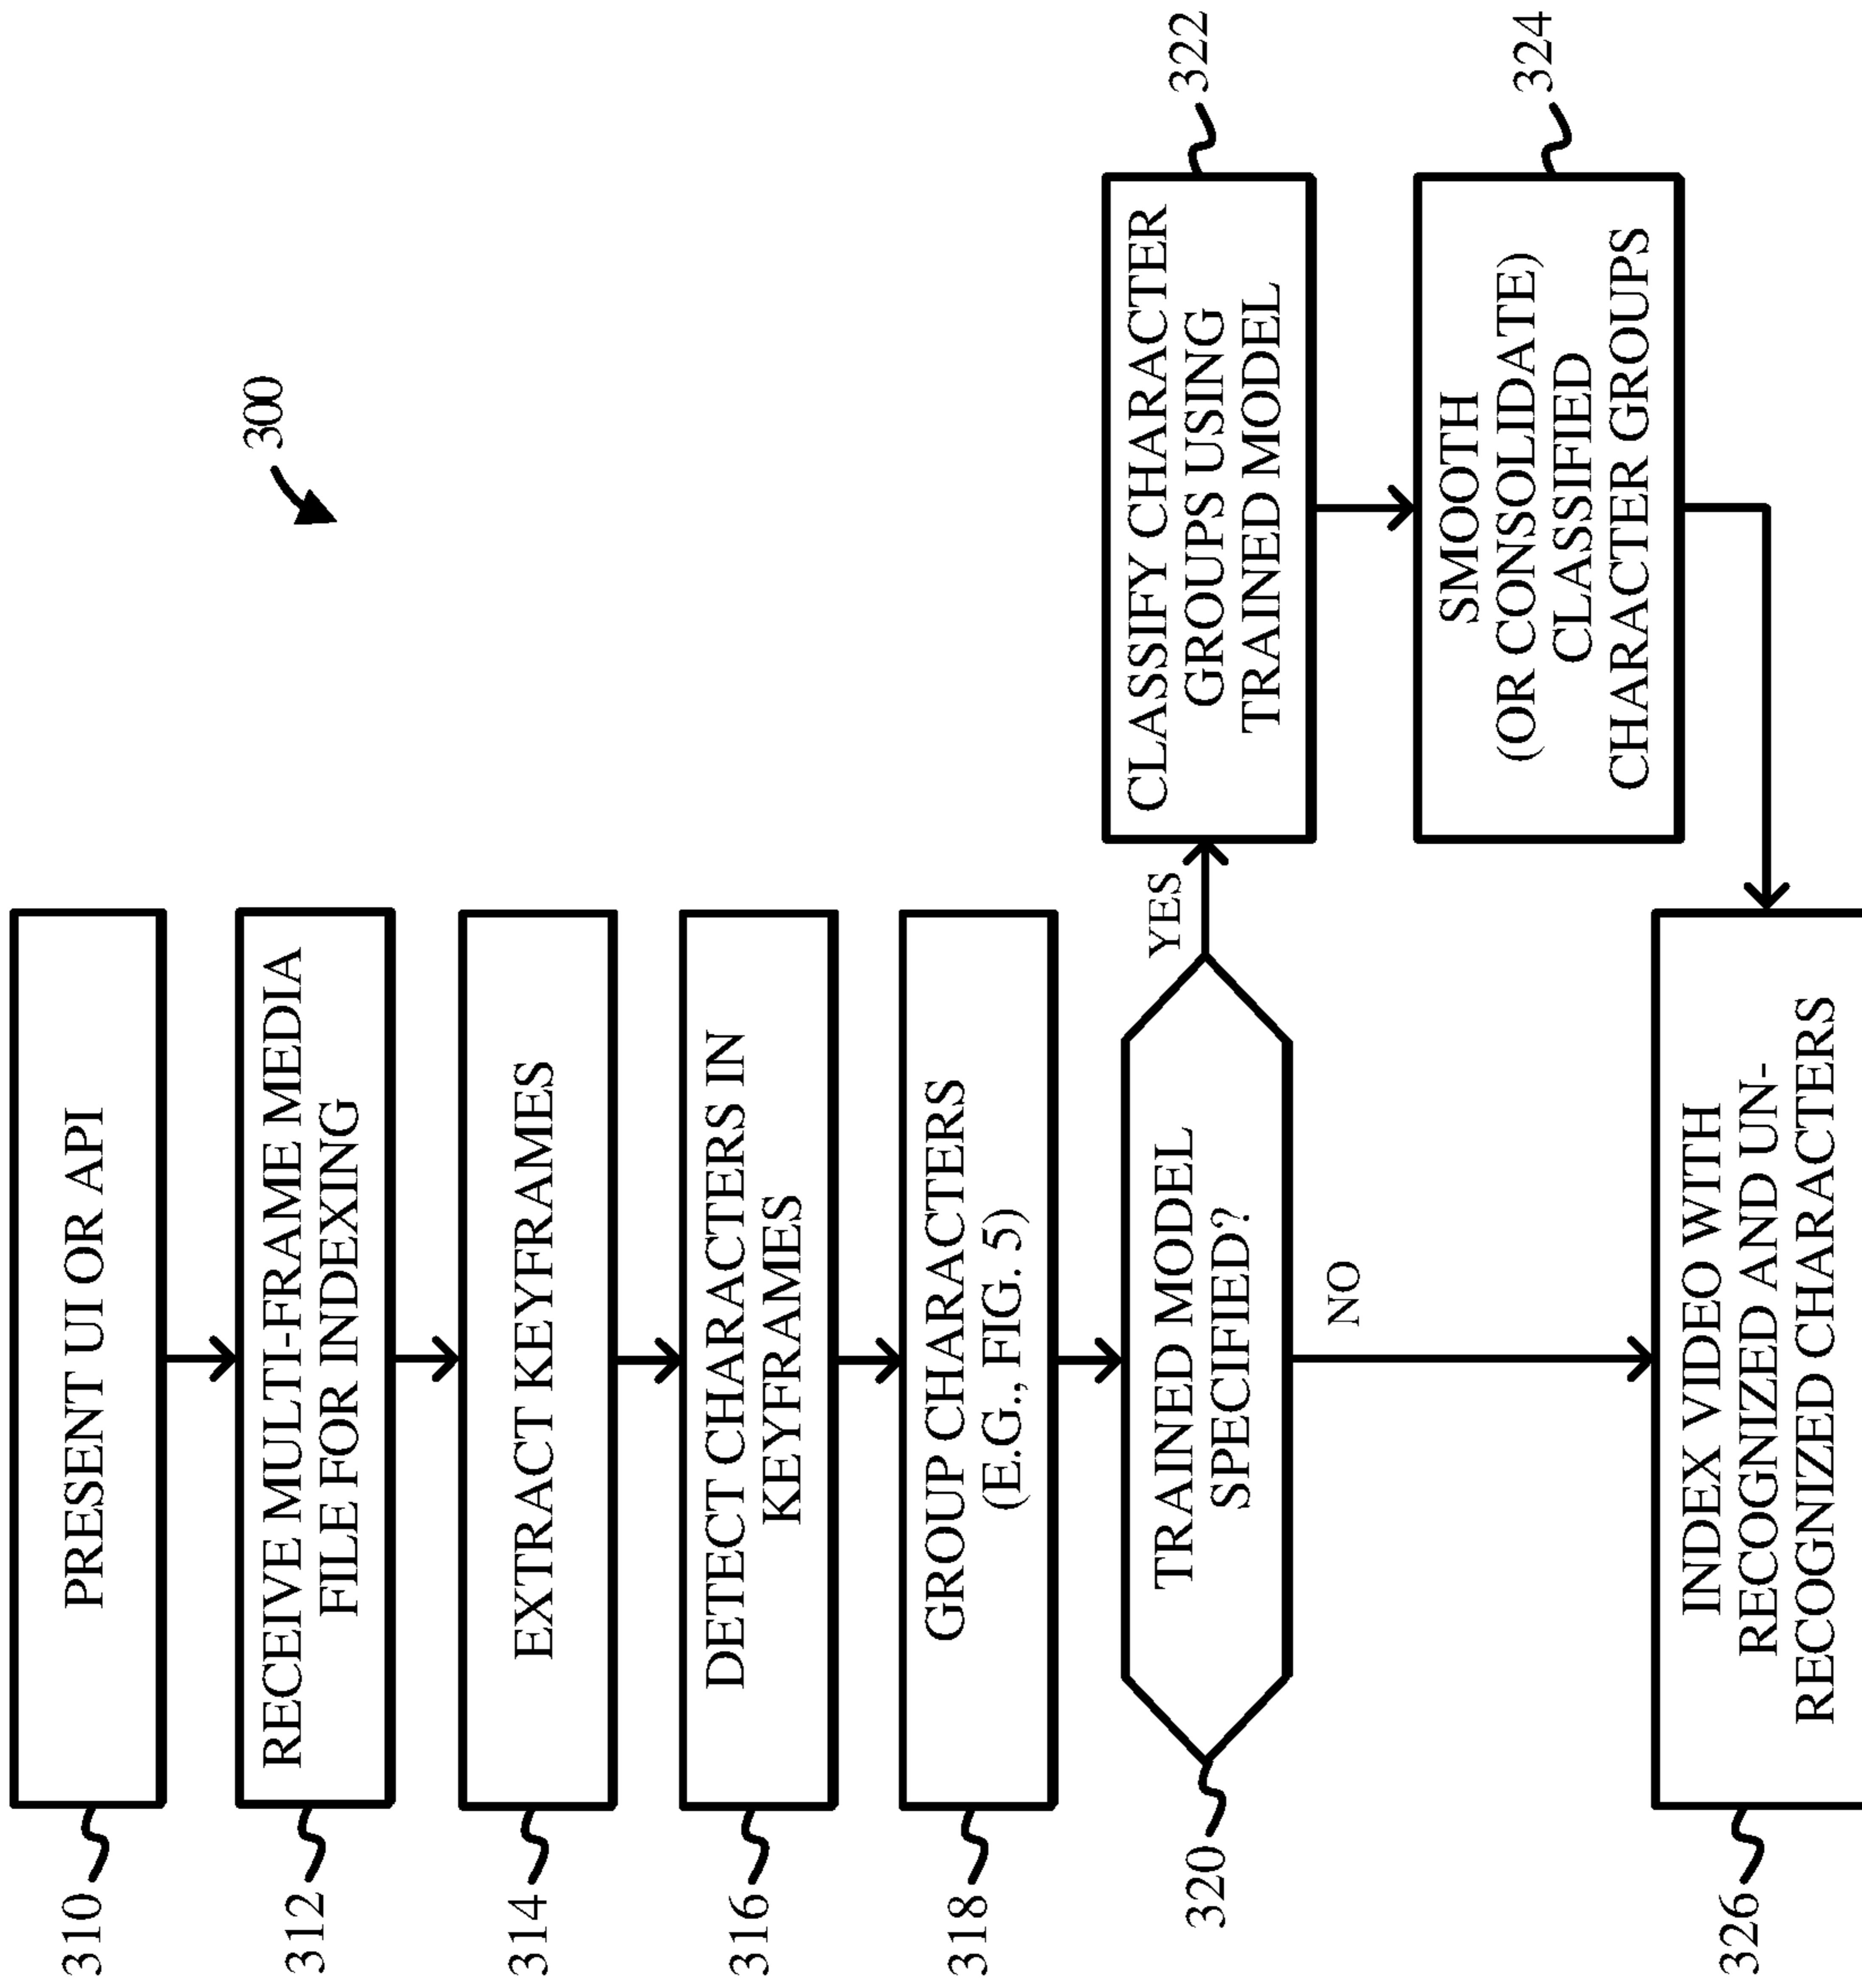 300
310
PRESENT UI OR API
312
RECEIVE MULTI-FRAME MEDIA
FILE FOR INDEXING
314
EXTRACT KEYFRAMES
316
DETECT CHARACTERS IN
KEYFRAMES
318
GROUP CHARACTERS
(E.G., FIG. 5)
320
TRAINED MODEL
SPECIFIED?
YES
NO
322
CLASSIFY CHARACTER
GROUPS USING
TRAINED MODEL
324
SMOOTH
(OR CONSOLIDATE)
CLASSIFIED
CHARACTER GROUPS
326
INDEX VIDEO WITH
RECOGNIZED AND UN-
RECOGNIZED CHARACTERS